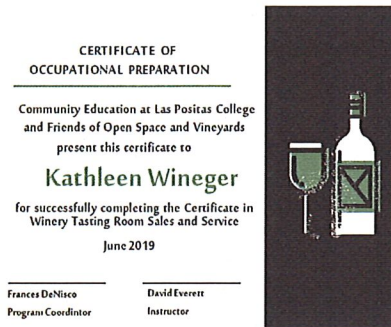 CERTIFICATE OF
OCCUPATIONAL PREPARATION
Community Education at Las Positas College
and Friends of Open Space and Vineyards
present this certificate to
Kathleen Wineger
for successfully completing the Certificate in
Winery Tasting Room Sales and Service
June 2019
Frances DeNisco
Program Coordintor
David Everett
Instructor